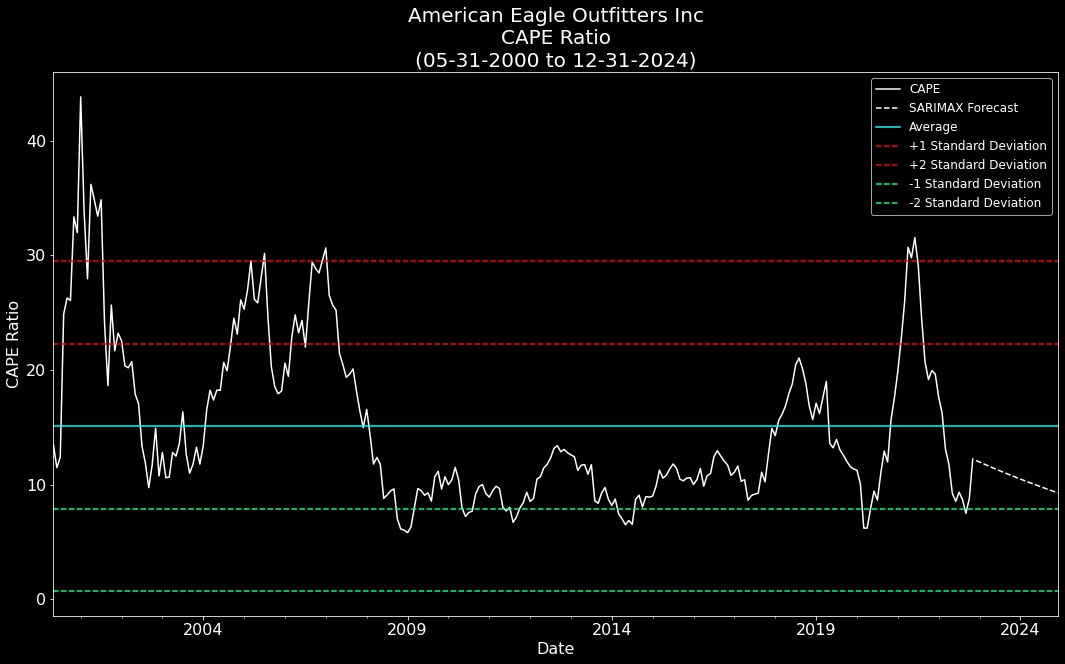 American Eagle Outfitters Inc
CAPE Ratio
(05-31-2000 to 12-31-2024)
CAPE
SARIMAX Forecast
Average
+1 Standard Deviation
+2 Standard Deviation
-1 Standard Deviation
-2 Standard Deviation
CAPE Ratio
40
30
20
10
0
2004
2009
2014
2019
2024
Date